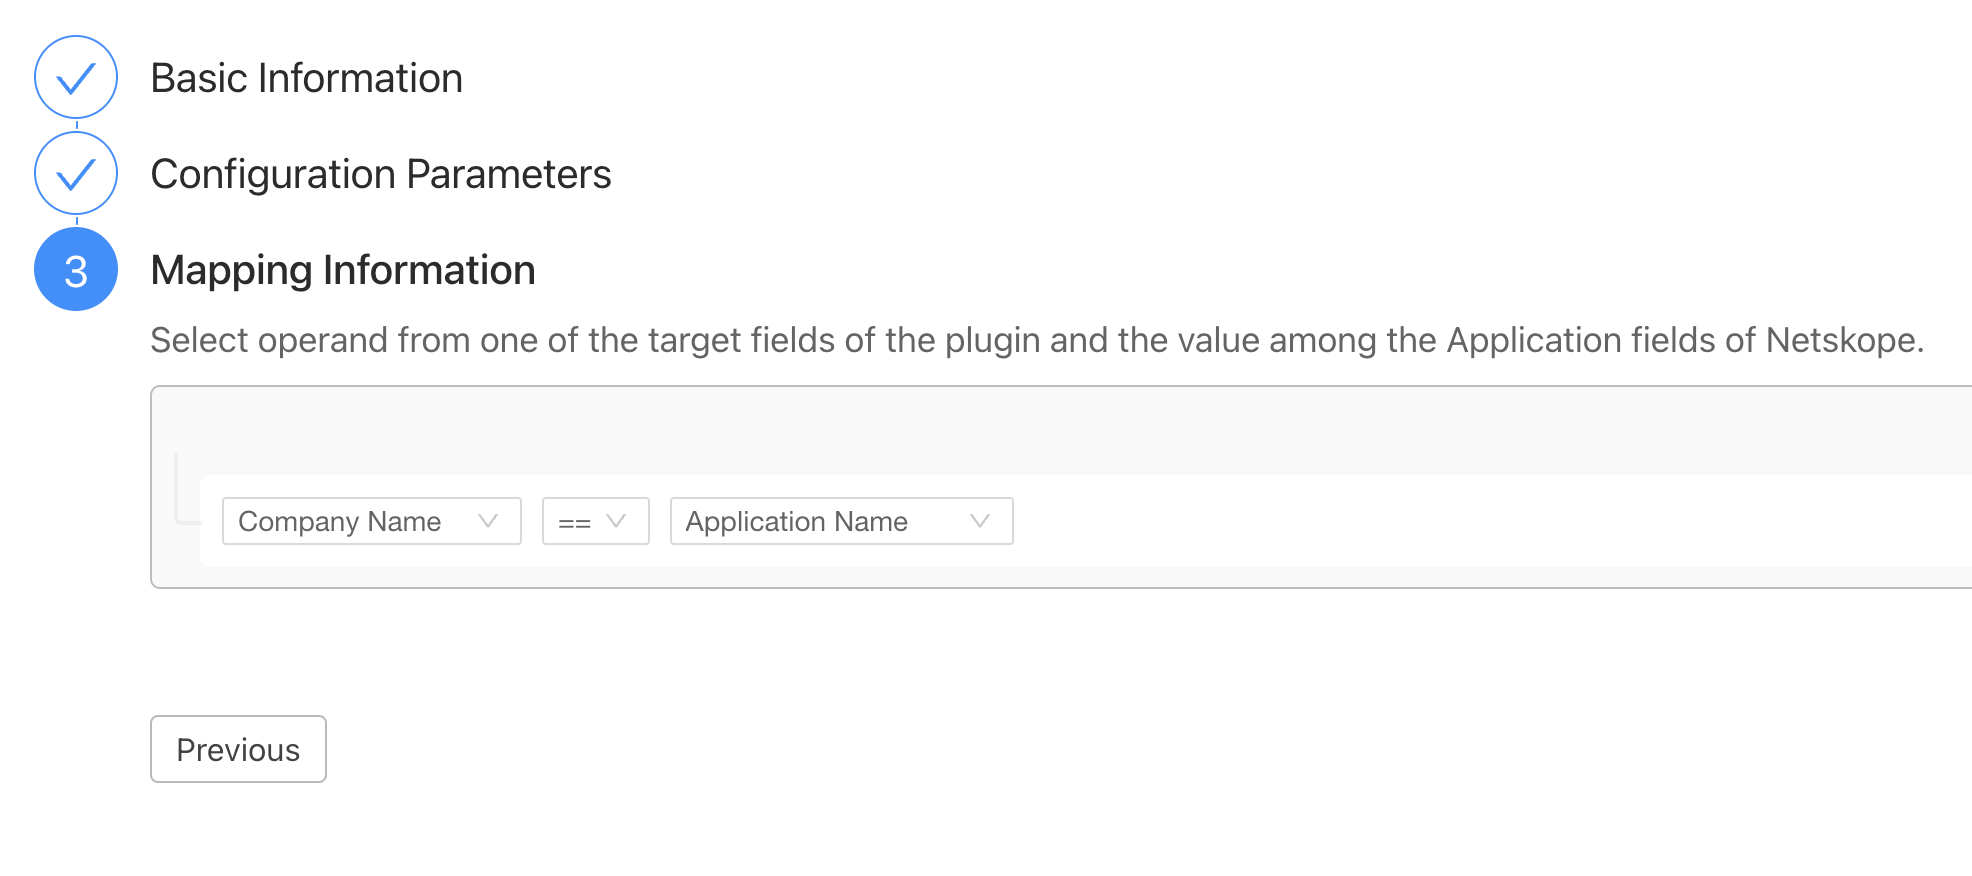 Basic Information
Configuration Parameters
3 Mapping Information
Select operand from one of the target fields of the plugin and the value among the Application fields of Netskope.
Company Name == Application Name
Previous